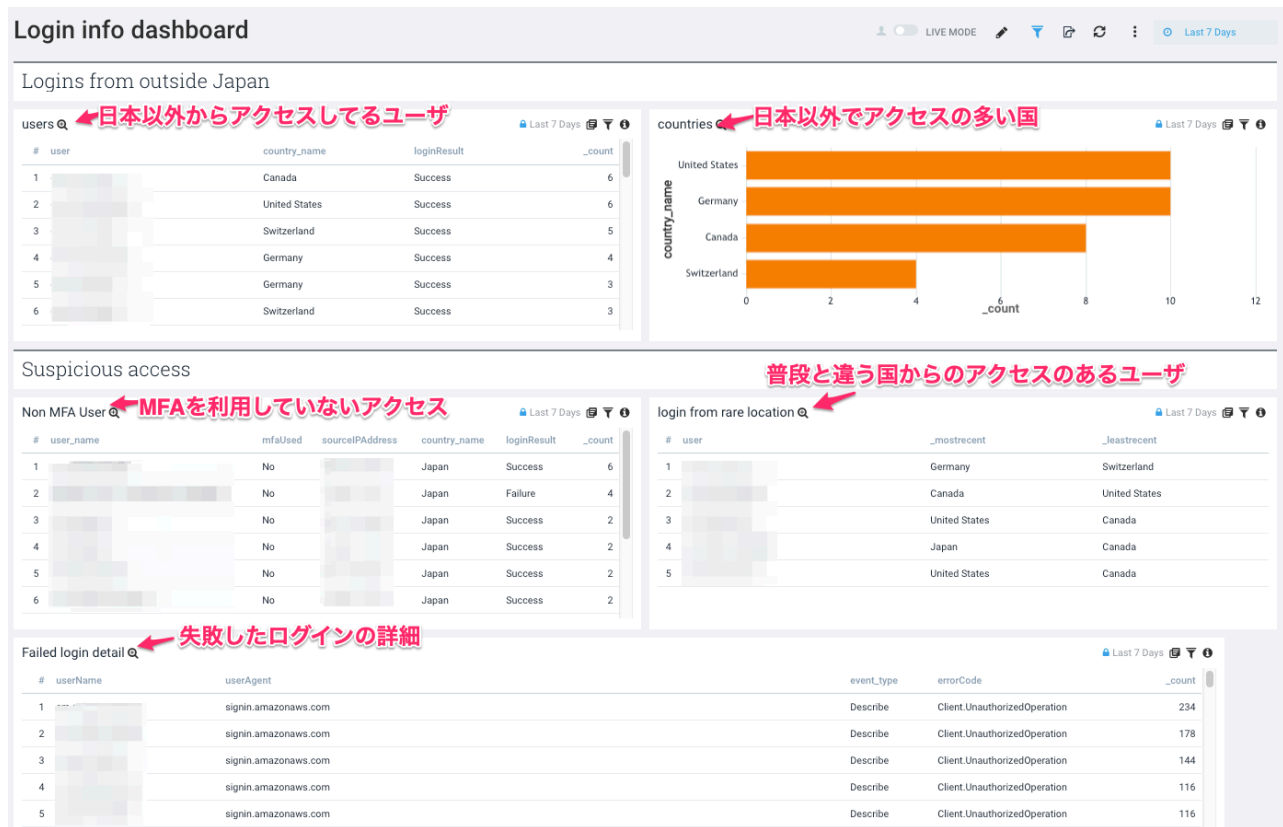 Login info dashboard
LIVE MODE
Last 7 Days
Logins from outside Japan
users
日本以外からアクセスしてるユーザ
Last 7 Days
# user country_name loginResult _count
1 Canada Success 6
2 United States Success 6
3 Switzerland Success 5
4 Germany Success 4
5 Germany Success 3
6 Switzerland Success 3
countries
日本以外でアクセスの多い国
Last 7 Days
country_name
United States
Germany
Canada
Switzerland
0 2 4 6 8 10 12
_count
Suspicious access
Non MFA User
MFAを利用していないアクセス
Last 7 Days
# user_name mfaUsed sourceIPAddress country_name loginResult _count
1 No Japan Success 6
2 No Japan Failure 4
3 No Japan Success 2
4 No Japan Success 2
5 No Japan Success 2
6 No Japan Success 2
普段と違う国からのアクセスのあるユーザ
login from rare location
Last 7 Days
# user _mostrecent _leastrecent
1 Germany Switzerland
2 Canada United States
3 United States Canada
4 Japan Canada
5 United States Canada
失敗したログインの詳細
Failed login detail
Last 7 Days
# userName userAgent event_type errorCode _count
1 signin.amazonaws.com Describe Client.UnauthorizedOperation 234
2 signin.amazonaws.com Describe Client.UnauthorizedOperation 178
3 signin.amazonaws.com Describe Client.UnauthorizedOperation 144
4 signin.amazonaws.com Describe Client.UnauthorizedOperation 116
5 signin.amazonaws.com Describe Client.UnauthorizedOperation 116